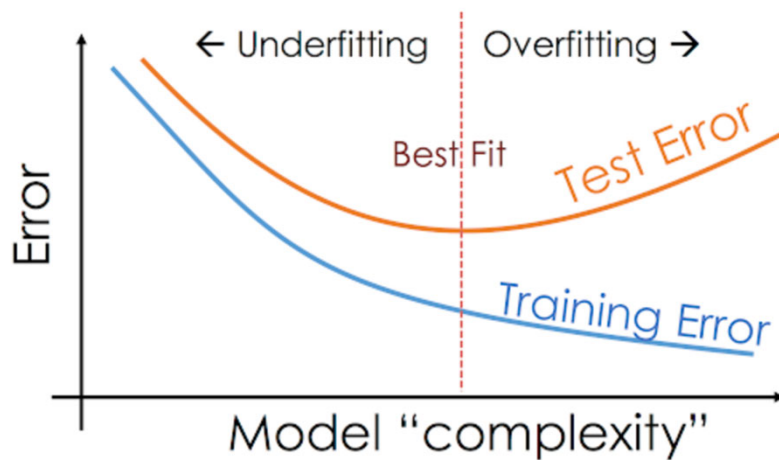 ← Underfitting
Overfitting →
Best Fit
Test Error
Training Error
Error
Model “complexity”